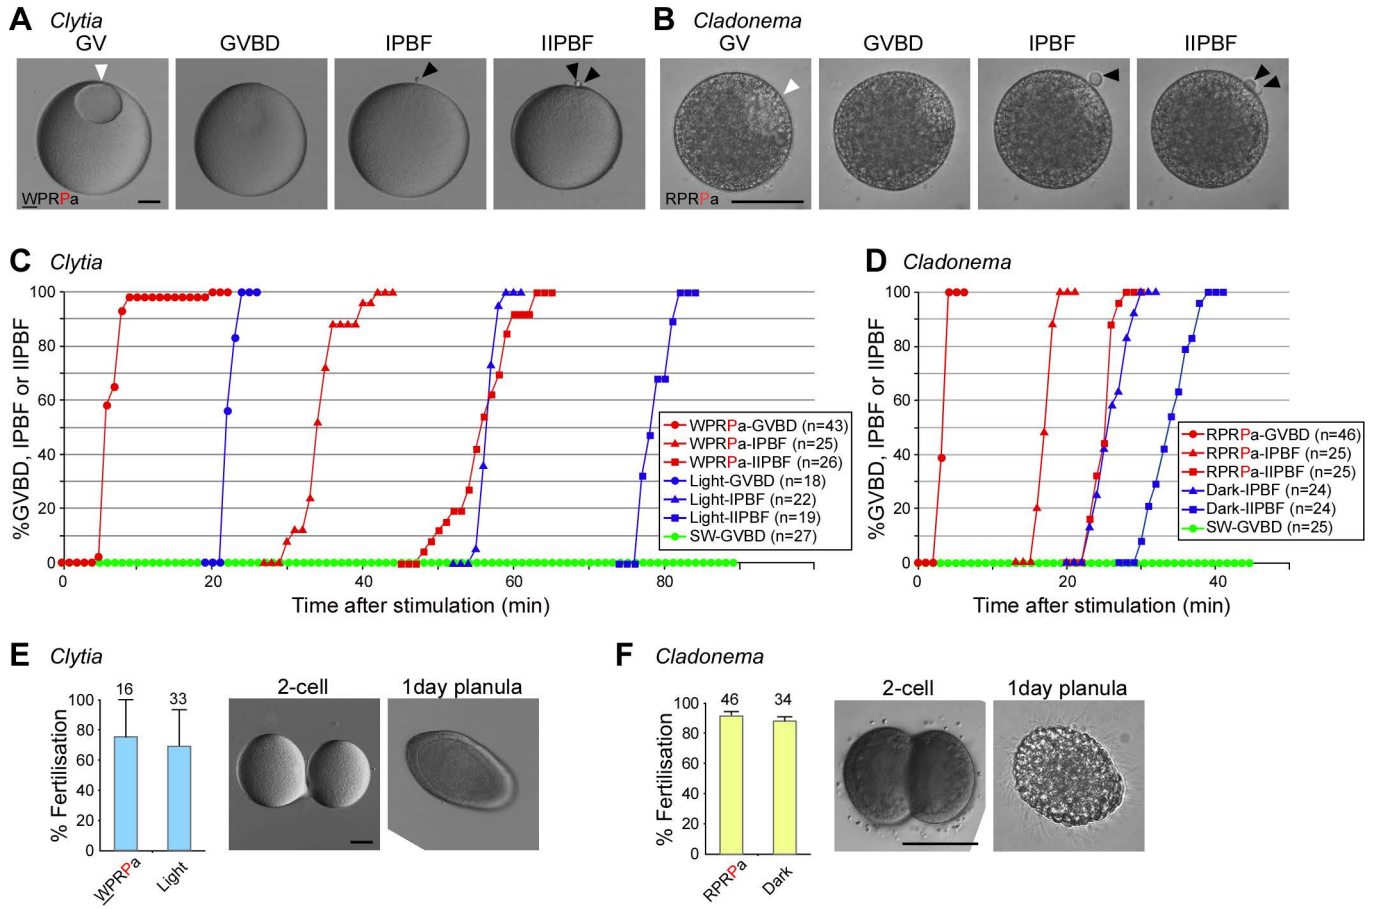 A Clytia
GV GVBD IPBF IIPBF
WPRPa
B Cladonema
GV GVBD IPBF IIPBF
RPRPa
C Clytia
%GVBD, IPBF or IIPBF
100
80
60
40
20
0
0 20 40 60 80
Time after stimulation (min)
WPRPa-GVBD (n=43)
WPRPa-IPBF (n=25)
WPRPa-IIPBF (n=26)
Light-GVBD (n=18)
Light-IPBF (n=22)
Light-IIPBF (n=19)
SW-GVBD (n=27)
D Cladonema
%GVBD, IPBF or IIPBF
100
80
60
40
20
0
0 20 40
Time after stimulation (min)
RPRPa-GVBD (n=46)
RPRPa-IPBF (n=25)
RPRPa-IIPBF (n=25)
Dark-IPBF (n=24)
Dark-IIPBF (n=24)
SW-GVBD (n=25)
E Clytia
% Fertilisation
100
80
60
40
20
0
16 33
WPRPa Light
2-cell 1day planula
F Cladonema
% Fertilisation
100
80
60
40
20
0
46 34
RPRPa Dark
2-cell 1day planula